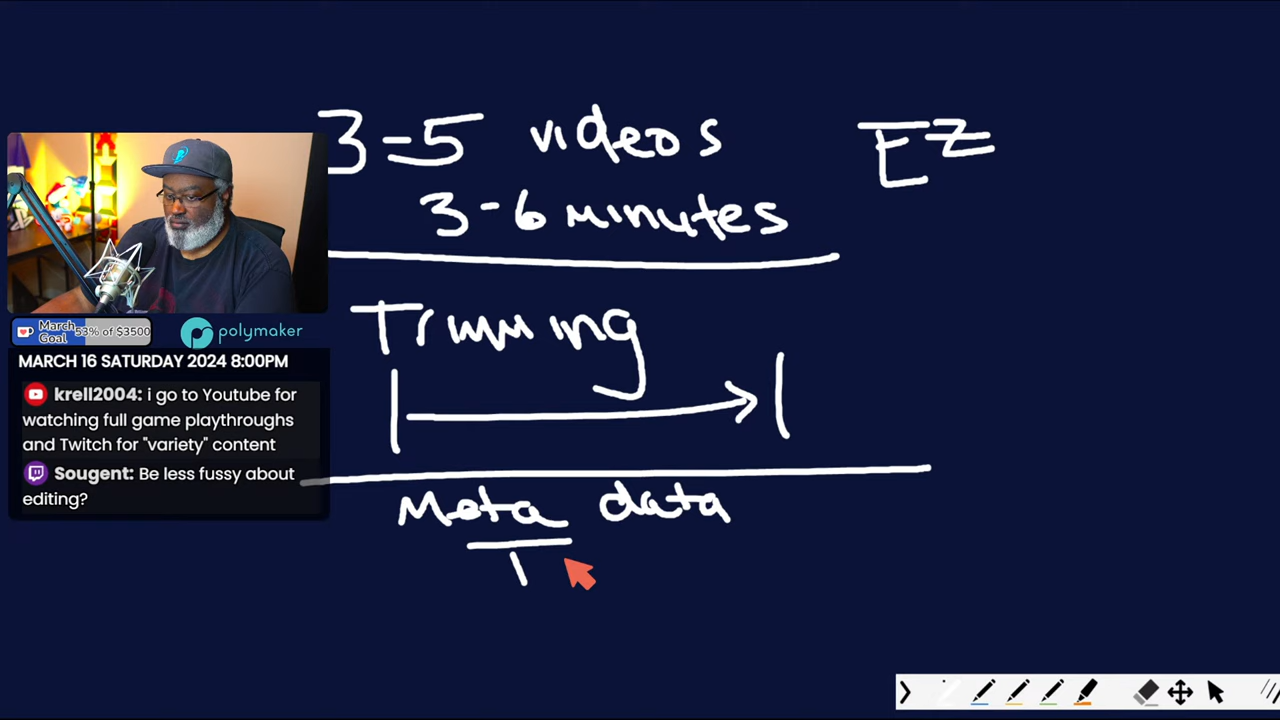 3-5 videos
EZ
3-6 minutes
Trimming
Meta data
T
March Goal
53% of $3500
polymaker
MARCH 16 SATURDAY 2024 8:00PM
krell2004: i go to Youtube for
watching full game playthroughs
and Twitch for "variety" content
Sougent: Be less fussy about
editing?